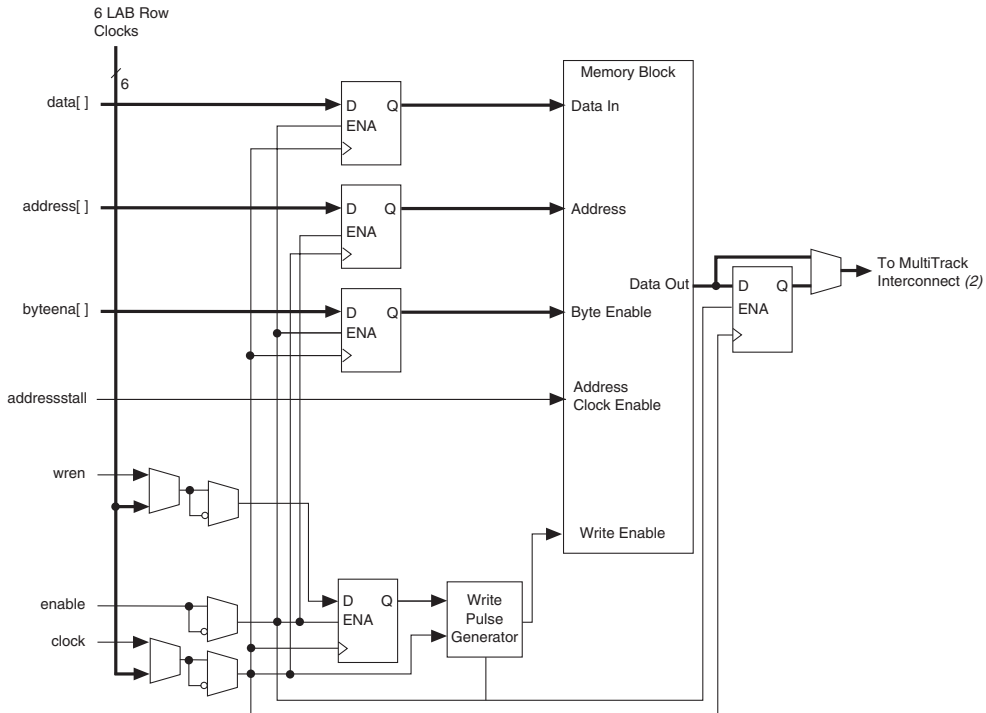 6 LAB Row
Clocks
6
data[ ]
D Q
ENA
Memory Block
Data In
address[ ]
D Q
ENA
Address
To MultiTrack
Interconnect (2)
Data Out
D Q
ENA
byteena[ ]
D Q
ENA
Byte Enable
addressstall
Address
Clock Enable
wren
Write Enable
enable
D Q
ENA
Write
Pulse
Generator
clock